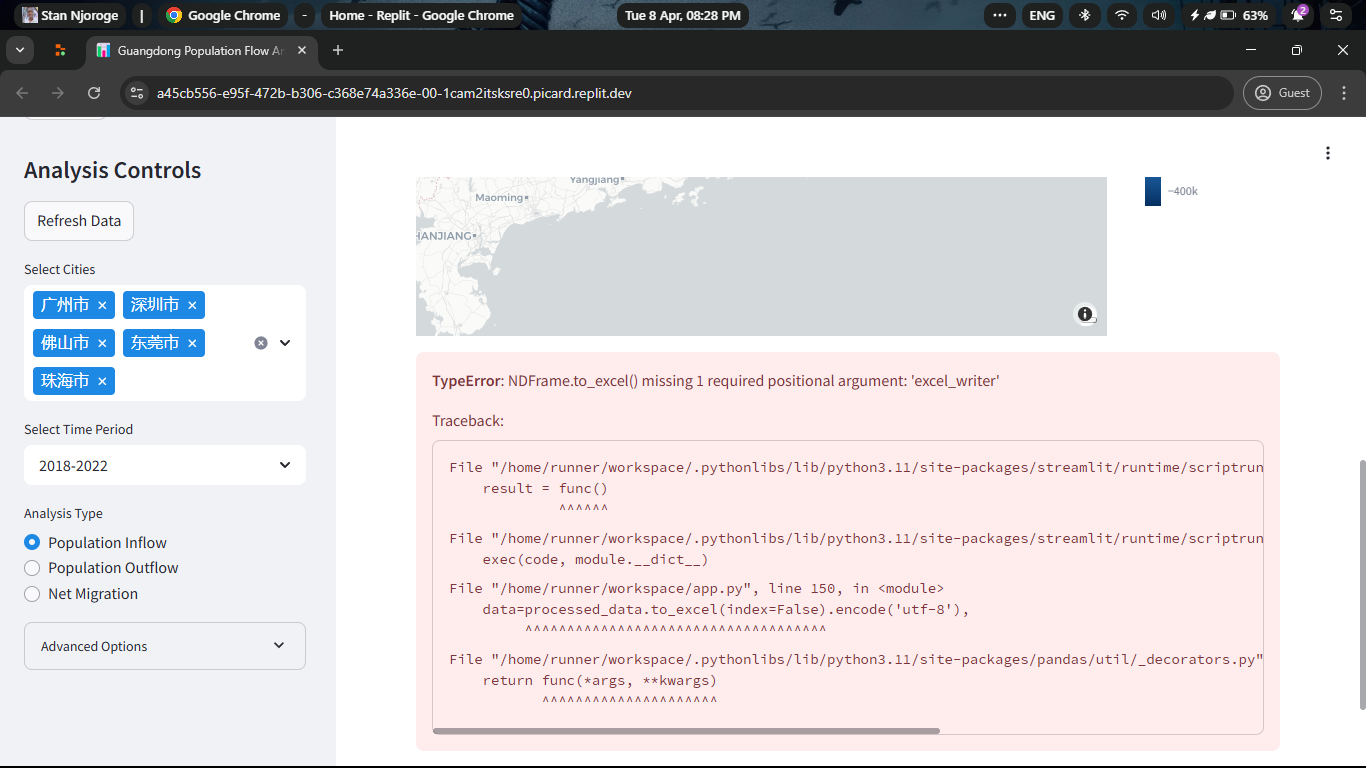 Stan Njoroge | Google Chrome - Home - Replit - Google Chrome Tue 8 Apr, 08:28 PM ••• ENG 63% 2
Guangdong Population Flow An
a45cb556-e95f-472b-b306-c368e74a336e-00-1cam2itsksre0.picard.replit.dev Guest
Analysis Controls
Refresh Data
Select Cities
广州市 × 深圳市 ×
佛山市 × 东莞市 ×
珠海市 ×
Select Time Period
2018-2022
Analysis Type
Population Inflow
Population Outflow
Net Migration
Advanced Options
Yangjiang
Maoming
HANJIANG
−400k
TypeError: NDFrame.to_excel() missing 1 required positional argument: 'excel_writer'
Traceback:
File "/home/runner/workspace/.pythonlibs/lib/python3.11/site-packages/streamlit/runtime/scriptrun
result = func()
^^^^^^
File "/home/runner/workspace/.pythonlibs/lib/python3.11/site-packages/streamlit/runtime/scriptrun
exec(code, module.__dict__)
File "/home/runner/workspace/app.py", line 150, in <module>
data=processed_data.to_excel(index=False).encode('utf-8'),
^^^^^^^^^^^^^^^^^^^^^^^^^^^^^^^^^^^^
File "/home/runner/workspace/.pythonlibs/lib/python3.11/site-packages/pandas/util/_decorators.py"
return func(*args, **kwargs)
^^^^^^^^^^^^^^^^^^^^^